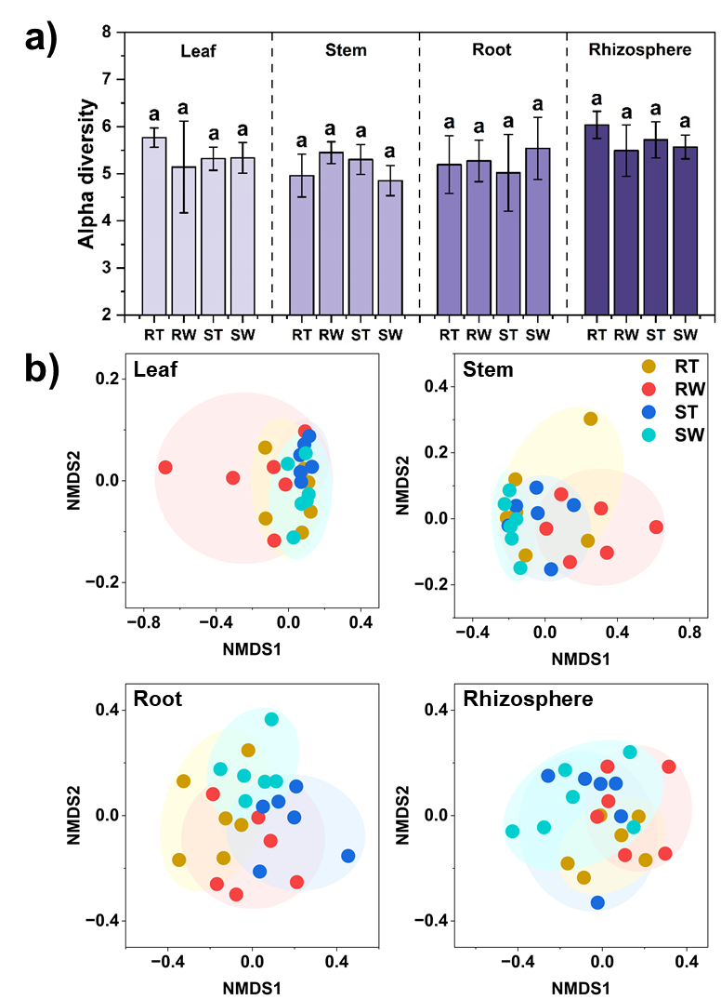 a)
Leaf Stem Root Rhizosphere
Alpha diversity
8
7
6
5
4
3
2
a a a a a a a a a a a a a a a a
RT RW ST SW RT RW ST SW RT RW ST SW RT RW ST SW
b)
Leaf
NMDS2
0.2
0.0
−0.2
−0.8 −0.4 0.0 0.4
NMDS1
Stem
RT
RW
ST
SW
NMDS2
0.4
0.2
0.0
−0.2
−0.4 0.0 0.4 0.8
NMDS1
Root
NMDS2
0.4
0.0
−0.4
−0.4 0.0 0.4
NMDS1
Rhizosphere
NMDS2
0.4
0.0
−0.4
−0.4 0.0 0.4
NMDS1